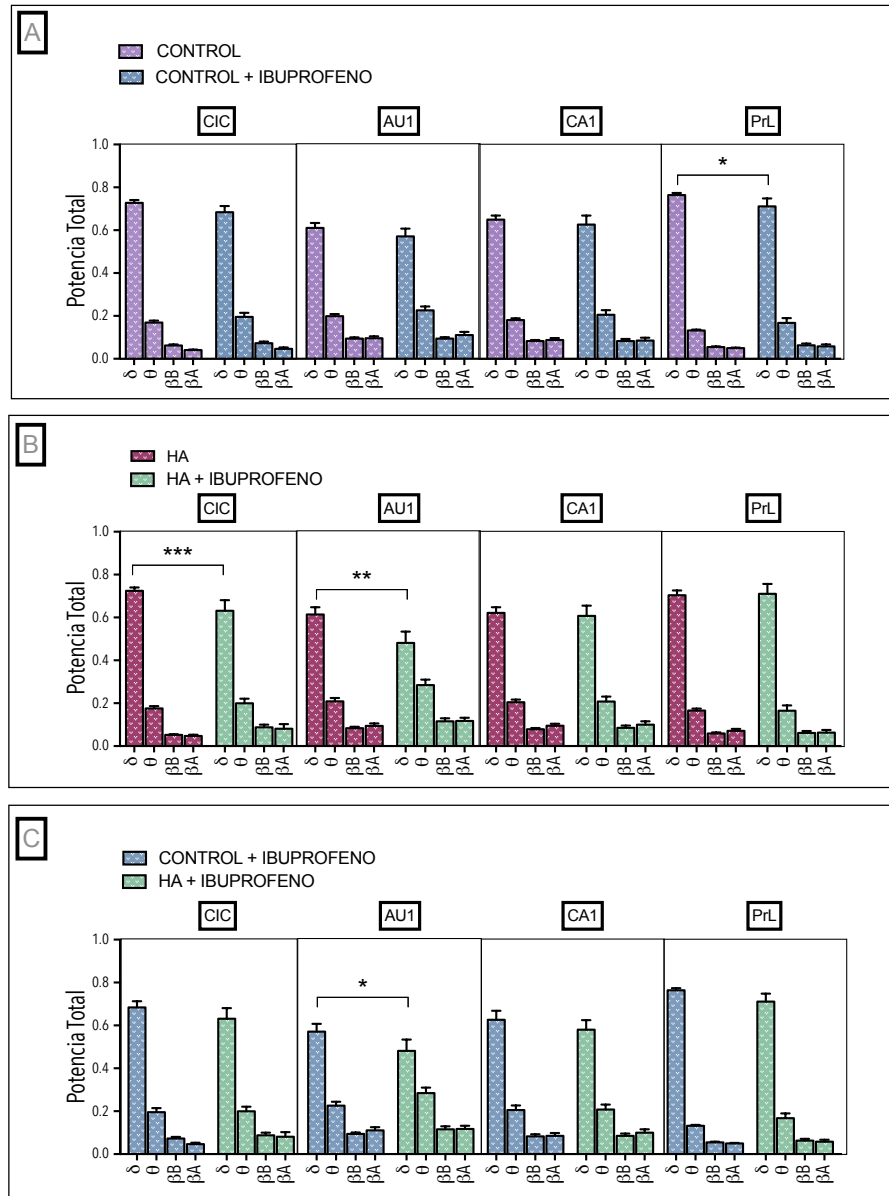 A
CONTROL
CONTROL + IBUPROFENO
CIC AU1 CA1 PrL
*
Potencia Total
1.0
0.8
0.6
0.4
0.2
0.0
δ θ βB βA δ θ βB βA δ θ βB βA δ θ βB βA δ θ βB βA δ θ βB βA δ θ βB βA δ θ βB βA
B
HA
HA + IBUPROFENO
CIC AU1 CA1 PrL
***
**
Potencia Total
1.0
0.8
0.6
0.4
0.2
0.0
δ θ βB βA δ θ βB βA δ θ βB βA δ θ βB βA δ θ βB βA δ θ βB βA δ θ βB βA δ θ βB βA
C
CONTROL + IBUPROFENO
HA + IBUPROFENO
CIC AU1 CA1 PrL
*
Potencia Total
1.0
0.8
0.6
0.4
0.2
0.0
δ θ βB βA δ θ βB βA δ θ βB βA δ θ βB βA δ θ βB βA δ θ βB βA δ θ βB βA δ θ βB βA